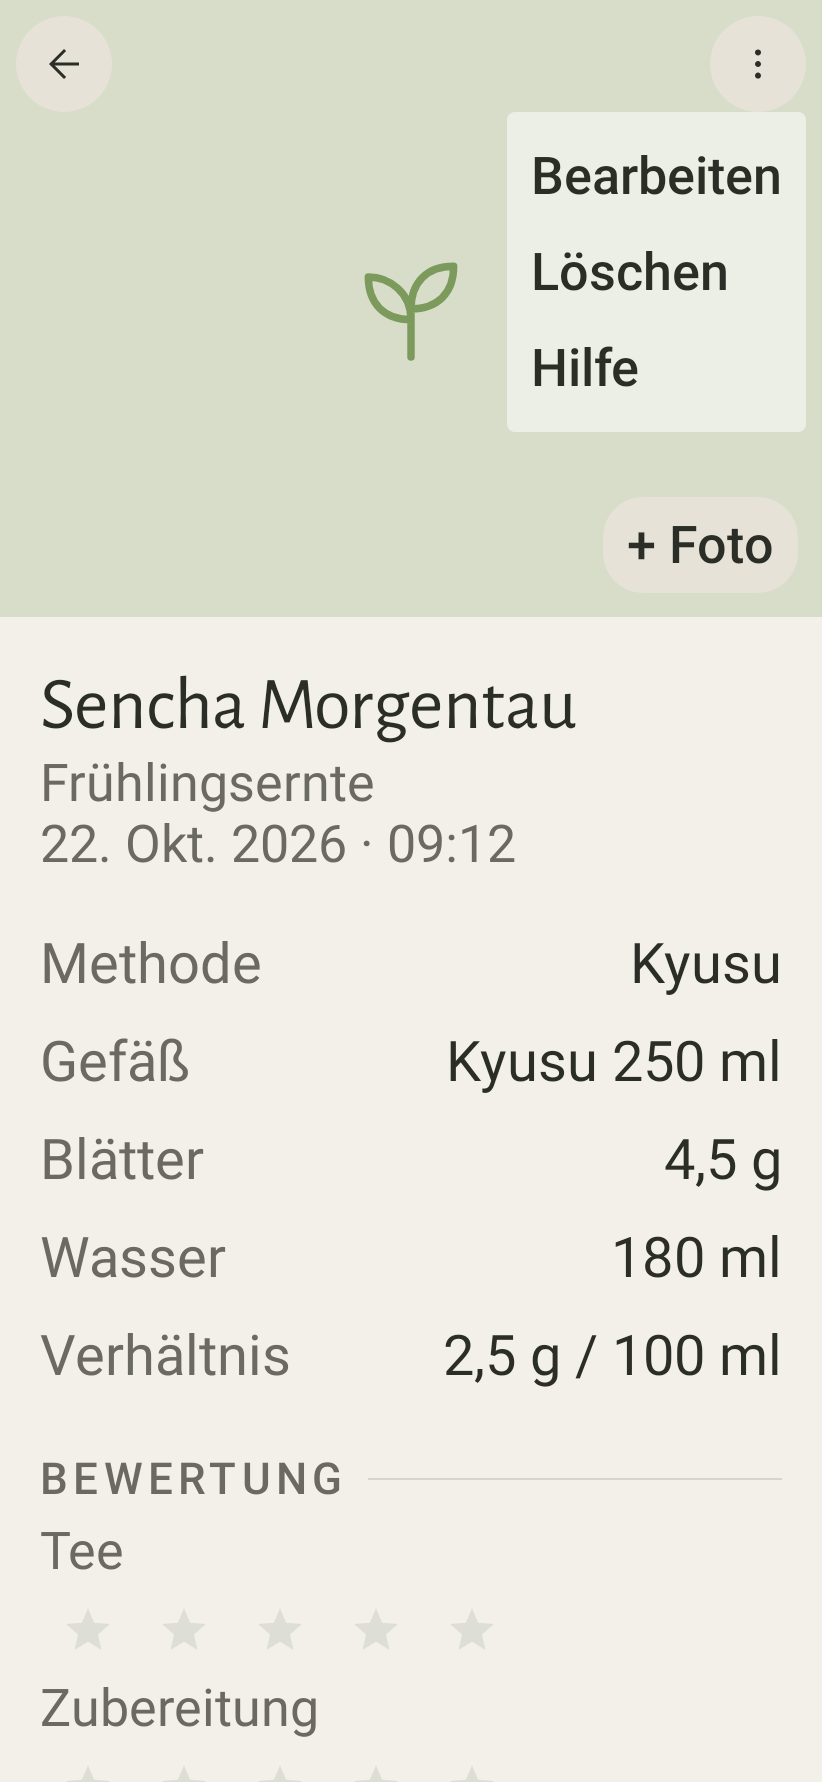 Bearbeiten
Löschen
Hilfe
+ Foto
Sencha Morgentau
Frühlingsernte
22. Okt. 2026 · 09:12
Methode Kyusu
Gefäß Kyusu 250 ml
Blätter 4,5 g
Wasser 180 ml
Verhältnis 2,5 g / 100 ml
BEWERTUNG
Tee
Zubereitung